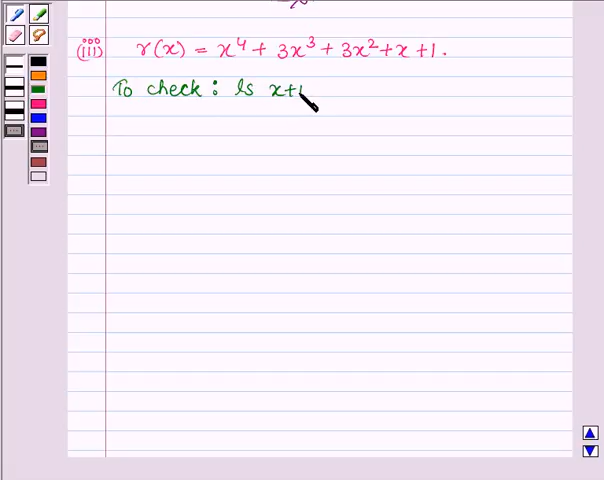 (iii) r(x) = x⁴ + 3x³ + 3x² + x + 1.
To check : Is x+1